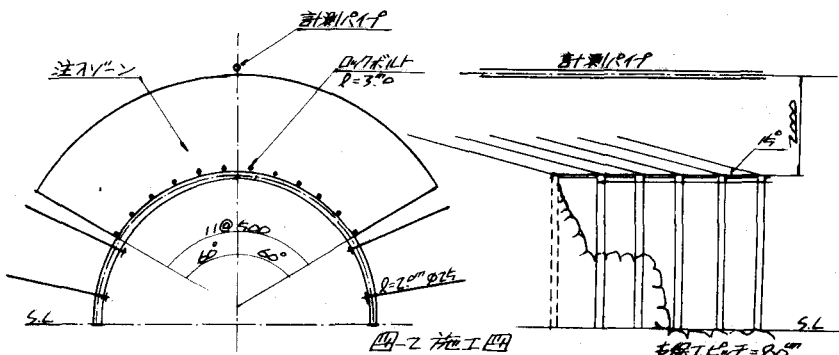 計測パイプ
注入ゾーン
ロックボルト
l=3.0m
11@500
60° 60°
l=2.0m φ25
S.L
計測パイプ
2000
15°
S.L
図-2 施工図